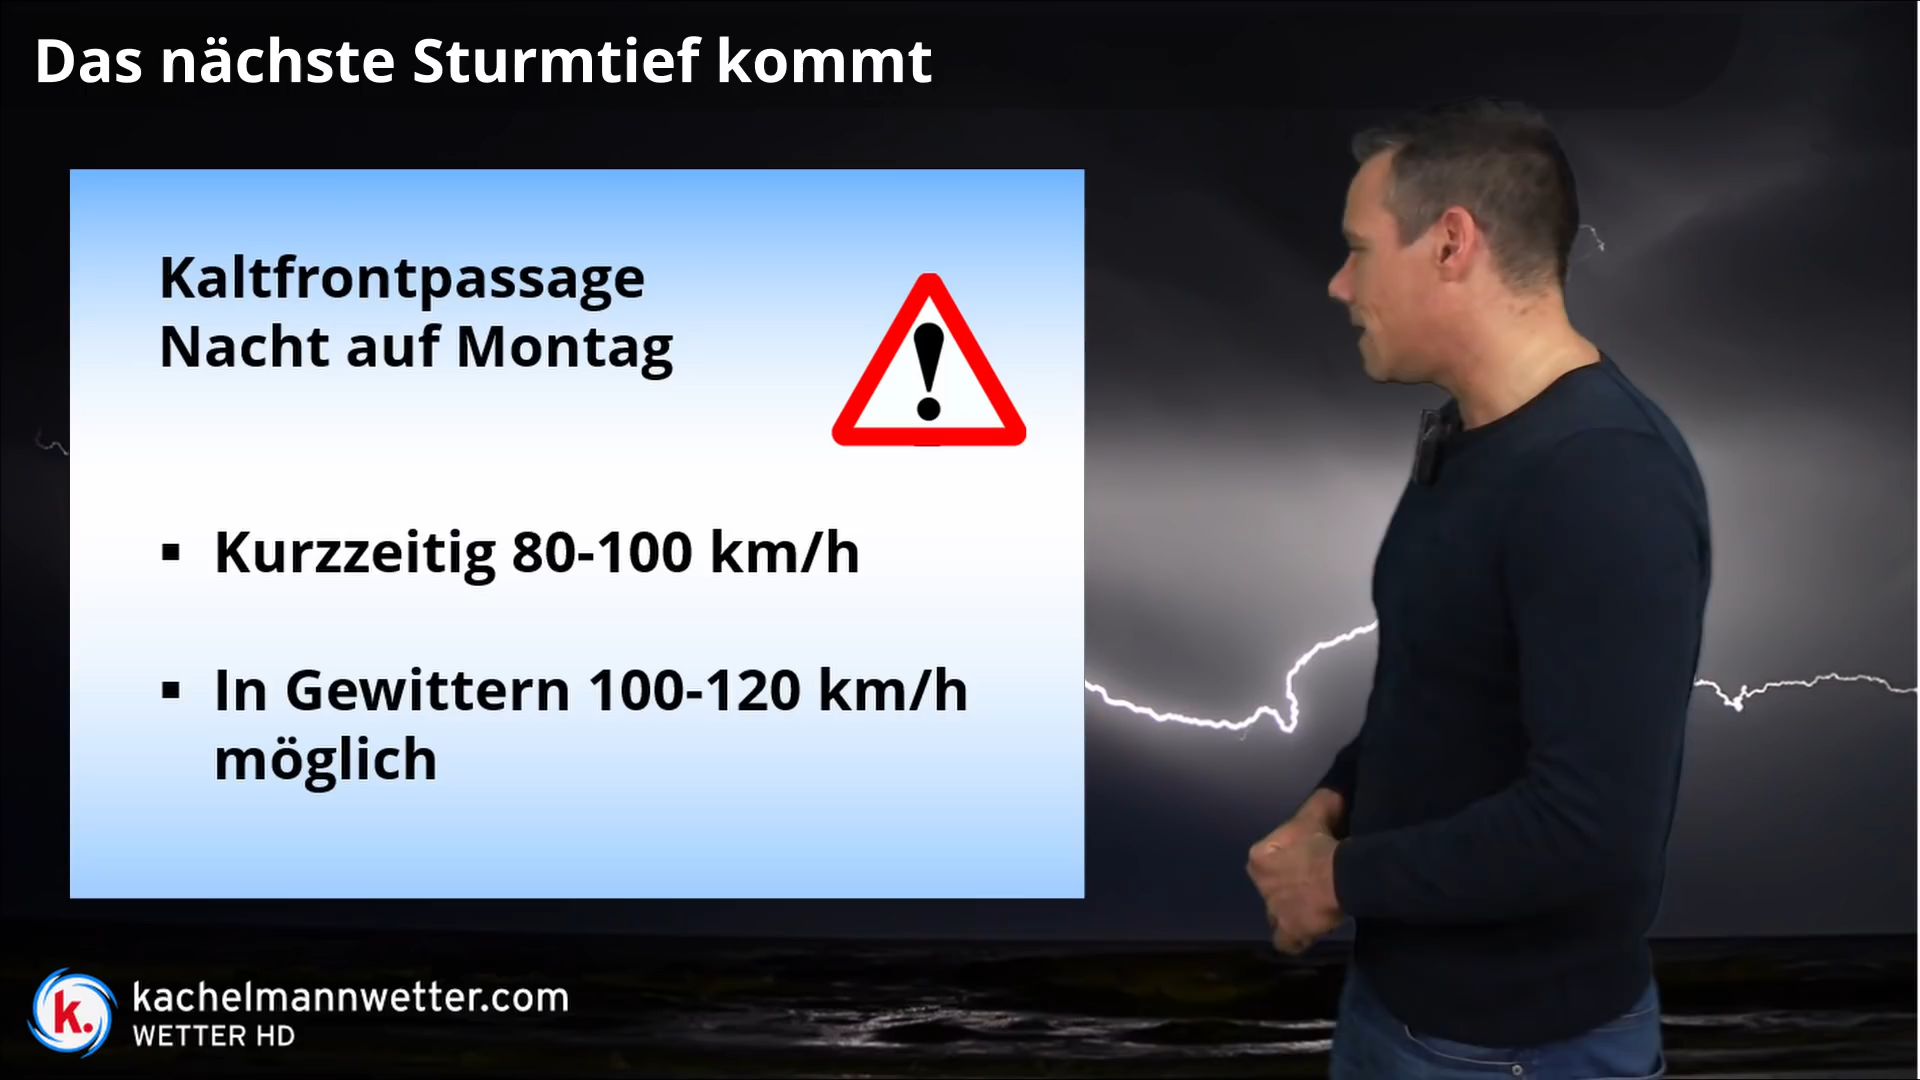 Das nächste Sturmtief kommt
Kaltfrontpassage
Nacht auf Montag
▪ Kurzzeitig 80-100 km/h
▪ In Gewittern 100-120 km/h
möglich
k. kachelmannwetter.com
WETTER HD